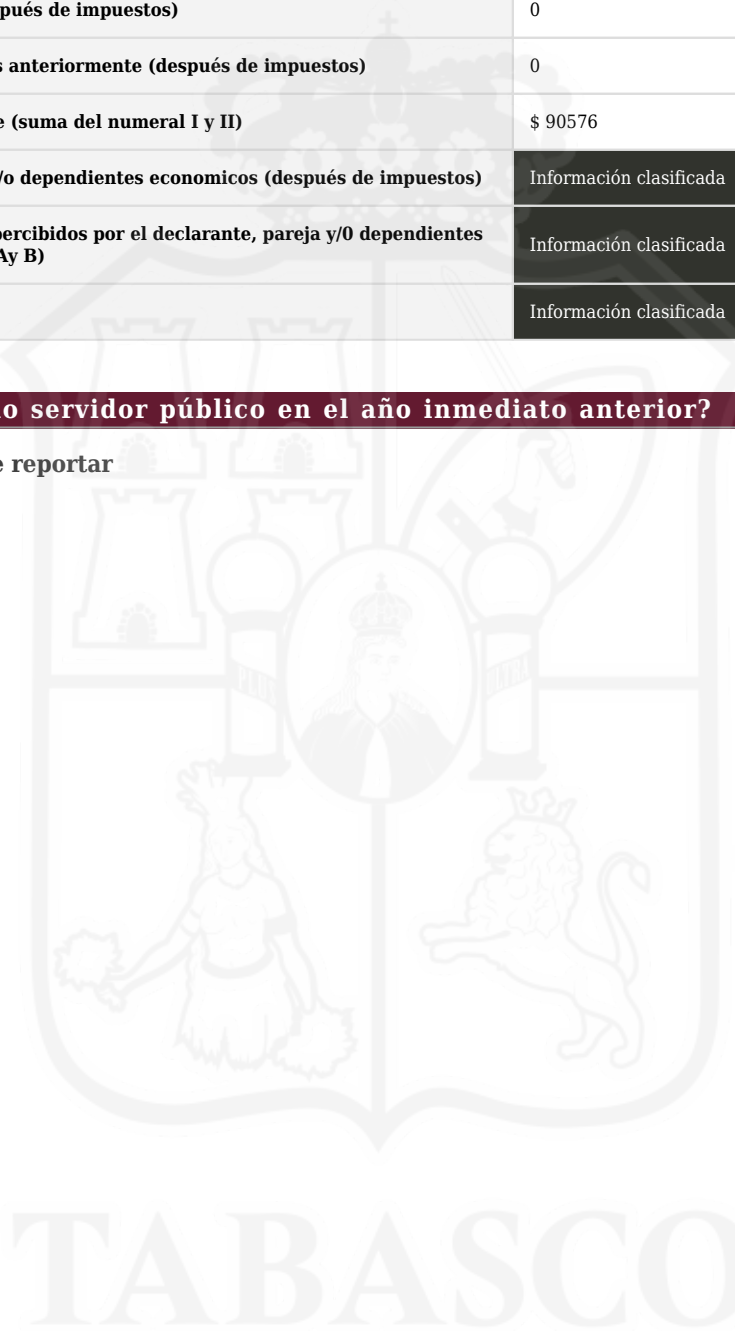 pués de impuestos)
0
s anteriormente (después de impuestos)
0
e (suma del numeral I y II)
$ 90576
/o dependientes economicos (después de impuestos)
Información clasificada
percibidos por el declarante, pareja y/0 dependientes
Ay B)
Información clasificada
Información clasificada
o servidor público en el año inmediato anterior?
e reportar
PLUS
ULTRA
TABASCO